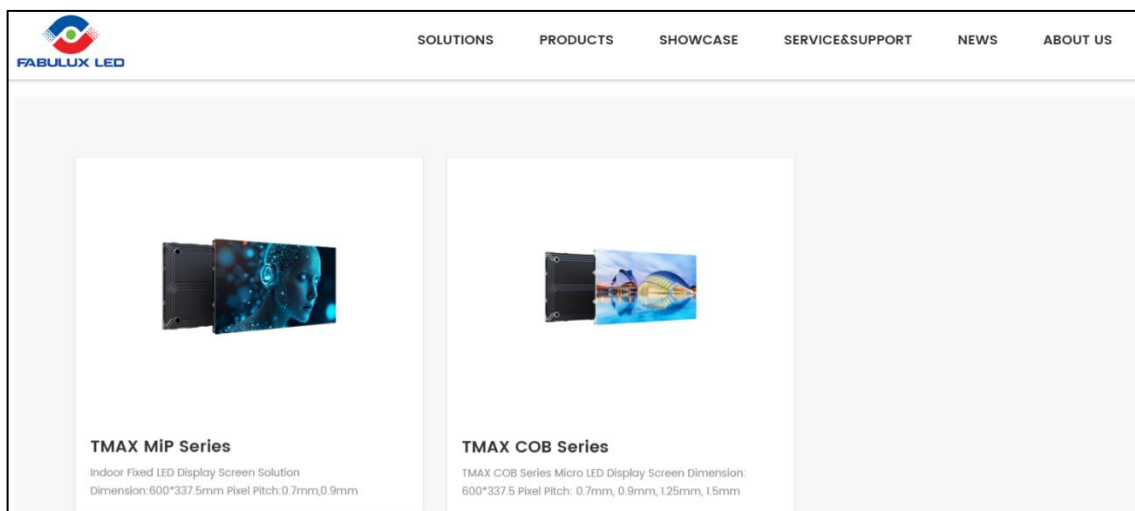 FABULUX LED
SOLUTIONS PRODUCTS SHOWCASE SERVICE&SUPPORT NEWS ABOUT US
TMAX MiP Series
Indoor Fixed LED Display Screen Solution
Dimension:600*337.5mm Pixel Pitch:0.7mm,0.9mm
TMAX COB Series
TMAX COB Series Micro LED Display Screen Dimension:
600*337.5 Pixel Pitch: 0.7mm, 0.9mm, 1.25mm, 1.5mm